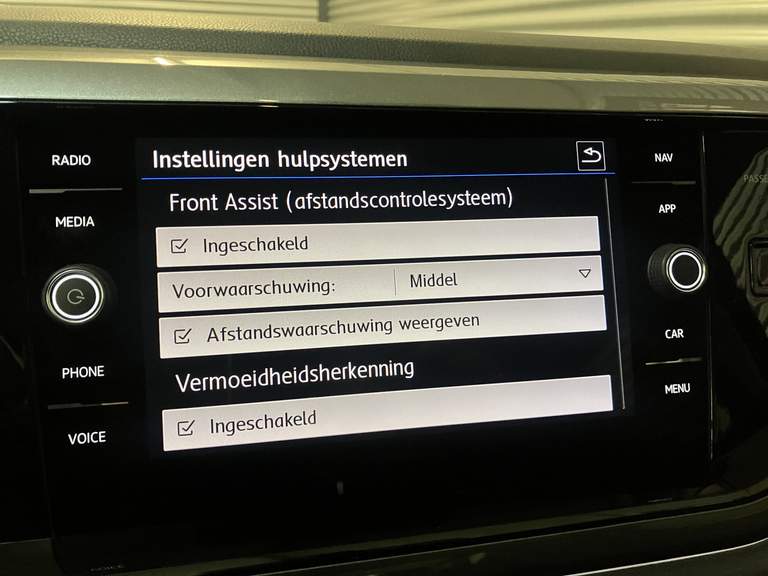 RADIO
MEDIA
PHONE
VOICE
Instellingen hulpsystemen
Front Assist (afstandscontrolesysteem)
Ingeschakeld
Voorwaarschuwing: Middel
Afstandswaarschuwing weergeven
Vermoeidheidsherkenning
Ingeschakeld
NAV
APP
CAR
MENU